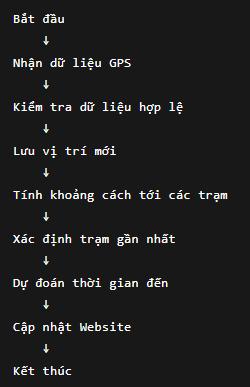 Bắt đầu
↓
Nhận dữ liệu GPS
↓
Kiểm tra dữ liệu hợp lệ
↓
Lưu vị trí mới
↓
Tính khoảng cách tới các trạm
↓
Xác định trạm gần nhất
↓
Dự đoán thời gian đến
↓
Cập nhật Website
↓
Kết thúc